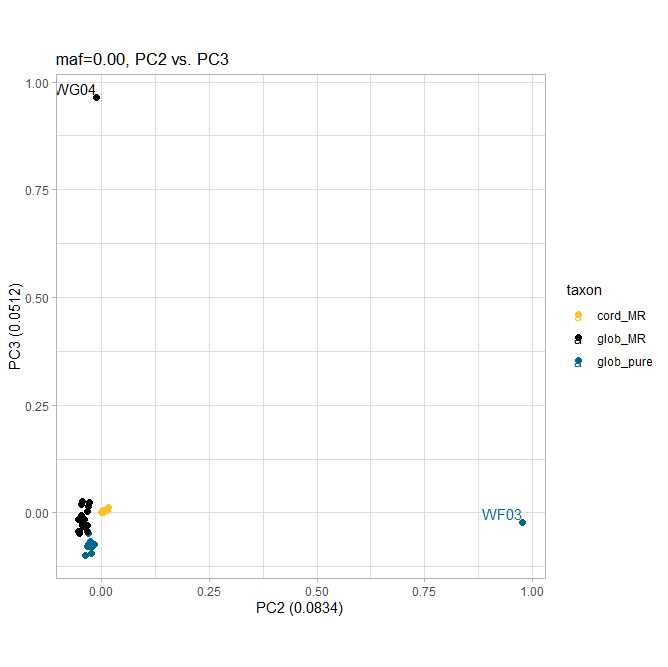 maf=0.00, PC2 vs. PC3
1.00
WG04
0.75
0.50
0.25
0.00
WF03
PC3 (0.0512)
0.00
0.25
0.50
0.75
1.00
PC2 (0.0834)
taxon
a cord_MR
a glob_MR
a glob_pure